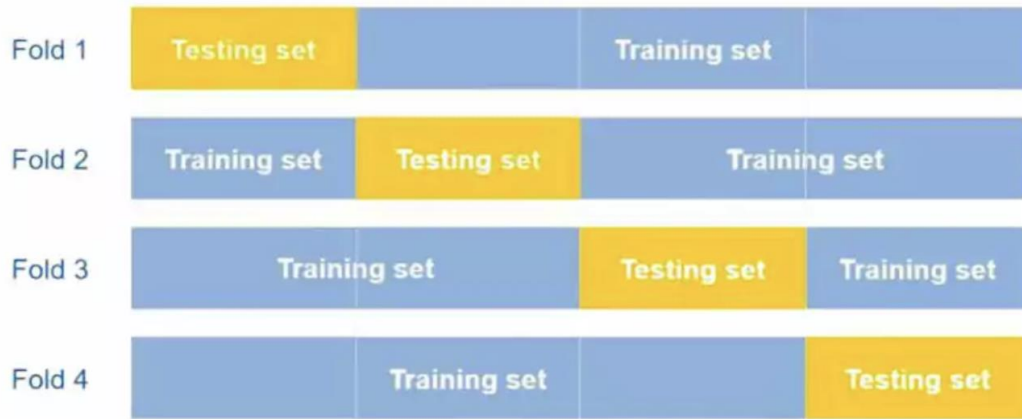 Fold 1 Testing set Training set
Fold 2 Training set Testing set Training set
Fold 3 Training set Testing set Training set
Fold 4 Training set Testing set